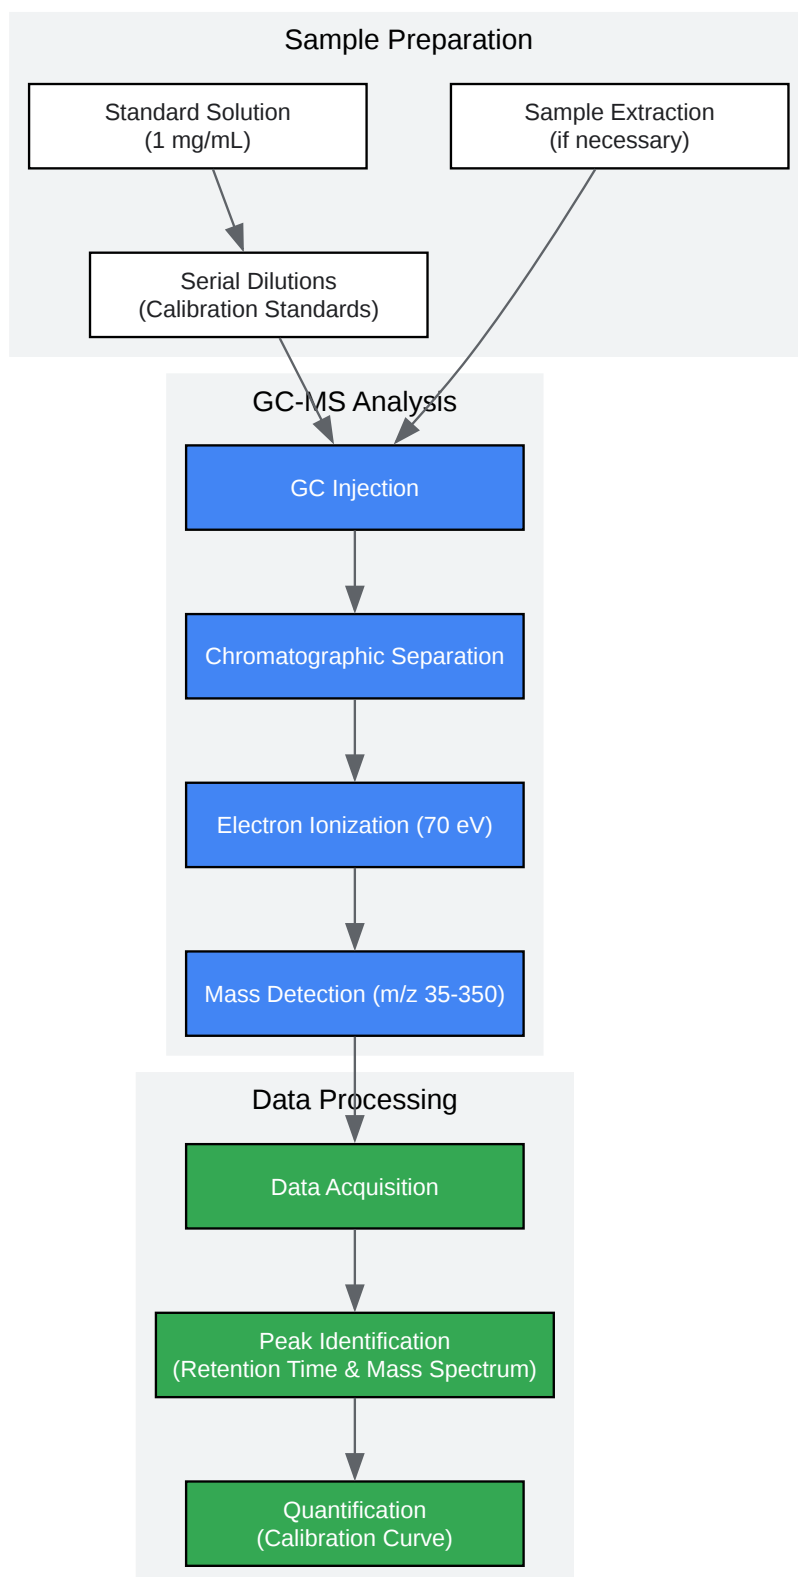 Sample Preparation
Standard Solution
(1 mg/mL)
Sample Extraction
(if necessary)
Serial Dilutions
(Calibration Standards)
GC-MS Analysis
GC Injection
Chromatographic Separation
Electron Ionization (70 eV)
Mass Detection (m/z 35-350)
Data Processing
Data Acquisition
Peak Identification
(Retention Time & Mass Spectrum)
Quantification
(Calibration Curve)